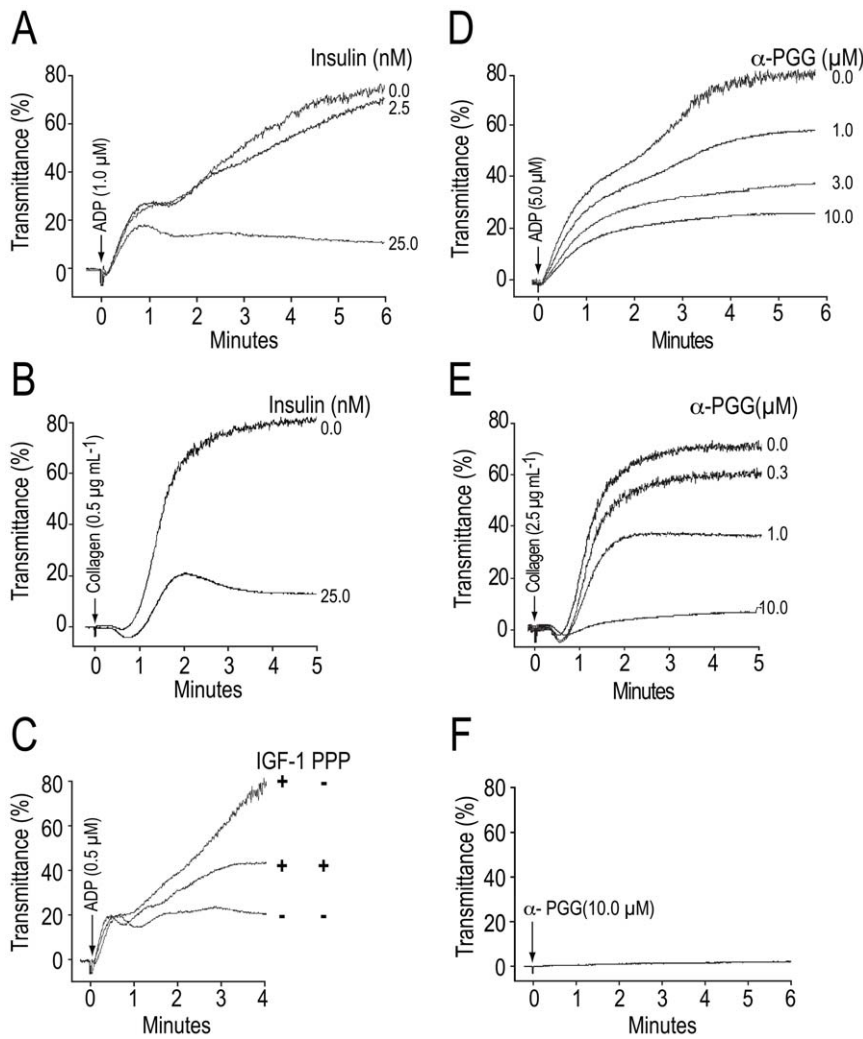 A
Insulin (nM)
Transmittance (%)
80
60
40
20
0
ADP (1.0 µM)
0.0
2.5
25.0
0 1 2 3 4 5 6
Minutes
B
Insulin (nM)
Transmittance (%)
80
60
40
20
0
Collagen (0.5 µg mL-1)
0.0
25.0
0 1 2 3 4 5
Minutes
C
IGF-1 PPP
Transmittance (%)
80
60
40
20
0
ADP (0.5 µM)
+ -
+ +
- -
0 1 2 3 4
Minutes
D
α-PGG (µM)
Transmittance (%)
80
60
40
20
0
ADP (5.0 µM)
0.0
1.0
3.0
10.0
0 1 2 3 4 5 6
Minutes
E
α-PGG(µM)
Transmittance (%)
80
60
40
20
0
Collagen (2.5 µg mL-1)
0.0
0.3
1.0
10.0
0 1 2 3 4 5
Minutes
F
Transmittance (%)
80
60
40
20
0
α- PGG(10.0 µM)
0 1 2 3 4 5 6
Minutes